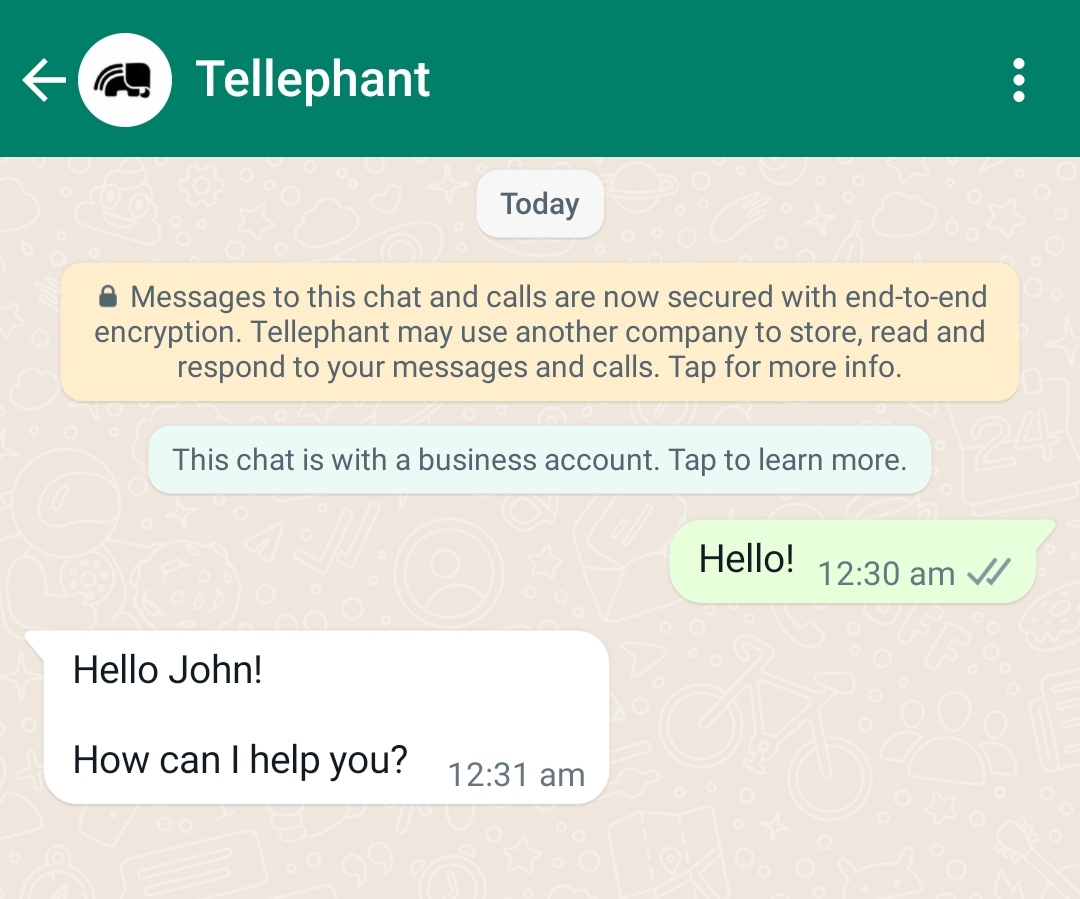 Tellephant
Today
Messages to this chat and calls are now secured with end-to-end
encryption. Tellephant may use another company to store, read and
respond to your messages and calls. Tap for more info.
This chat is with a business account. Tap to learn more.
Hello! 12:30 am
Hello John!
How can I help you? 12:31 am